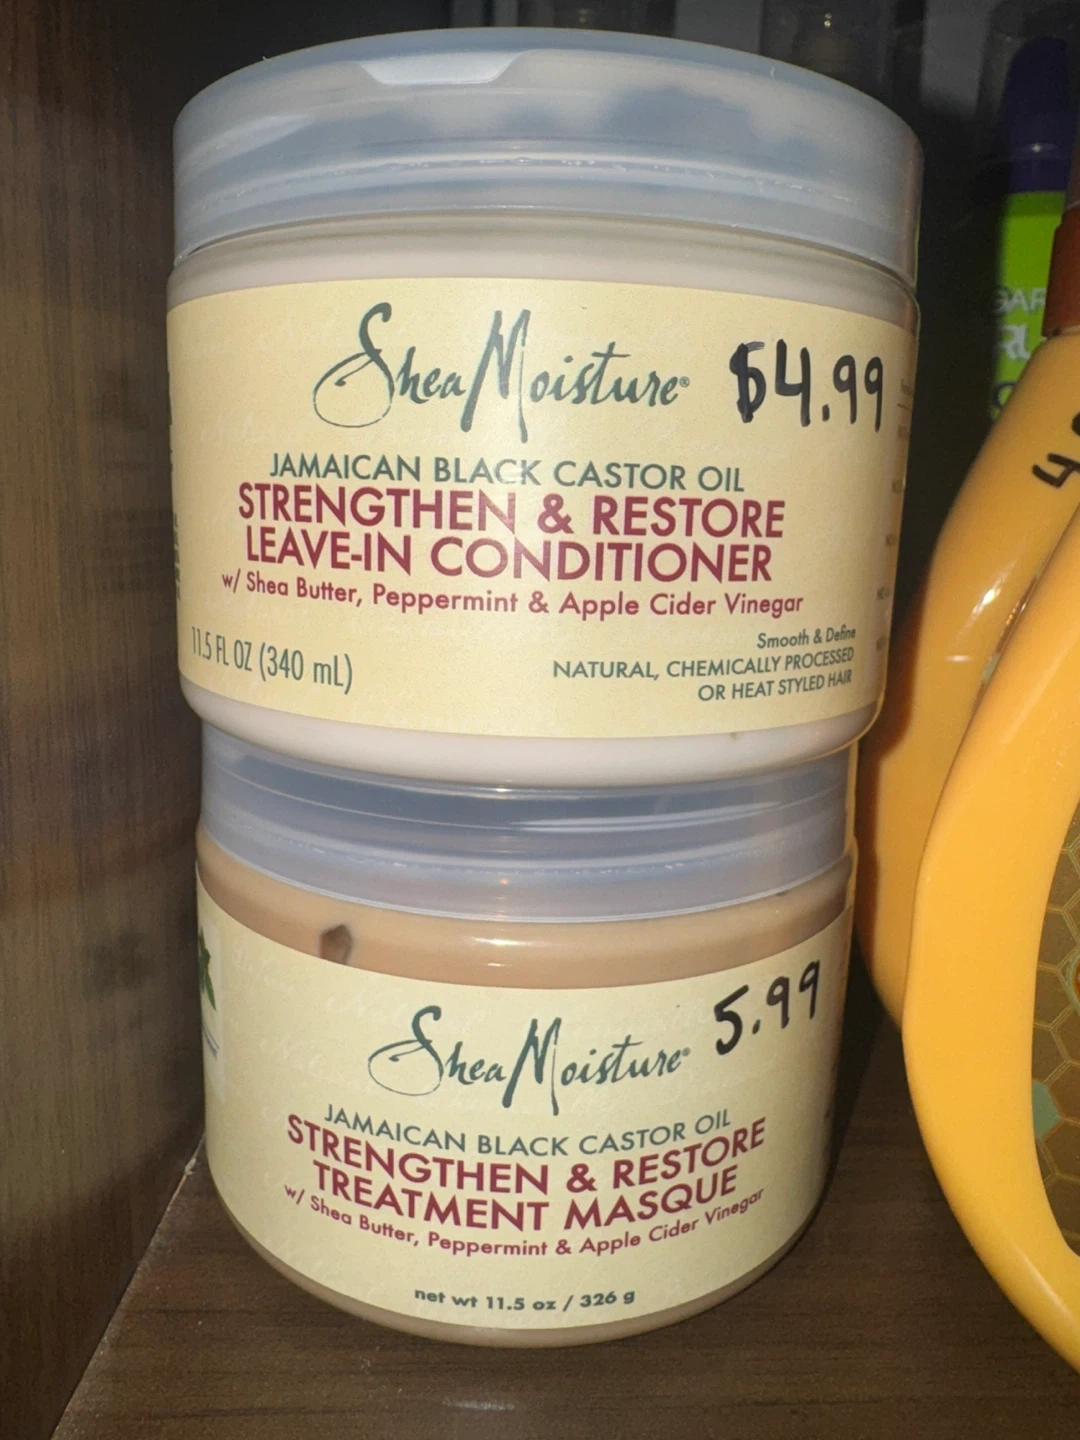 SheaMoisture®
$4.99
JAMAICAN BLACK CASTOR OIL
STRENGTHEN & RESTORE
LEAVE-IN CONDITIONER
w/ Shea Butter, Peppermint & Apple Cider Vinegar
11.5 FL OZ (340 mL)
Smooth & Define
NATURAL, CHEMICALLY PROCESSED
OR HEAT STYLED HAIR
SheaMoisture®
5.99
JAMAICAN BLACK CASTOR OIL
STRENGTHEN & RESTORE
TREATMENT MASQUE
w/ Shea Butter, Peppermint & Apple Cider Vinegar
net wt 11.5 oz / 326 g